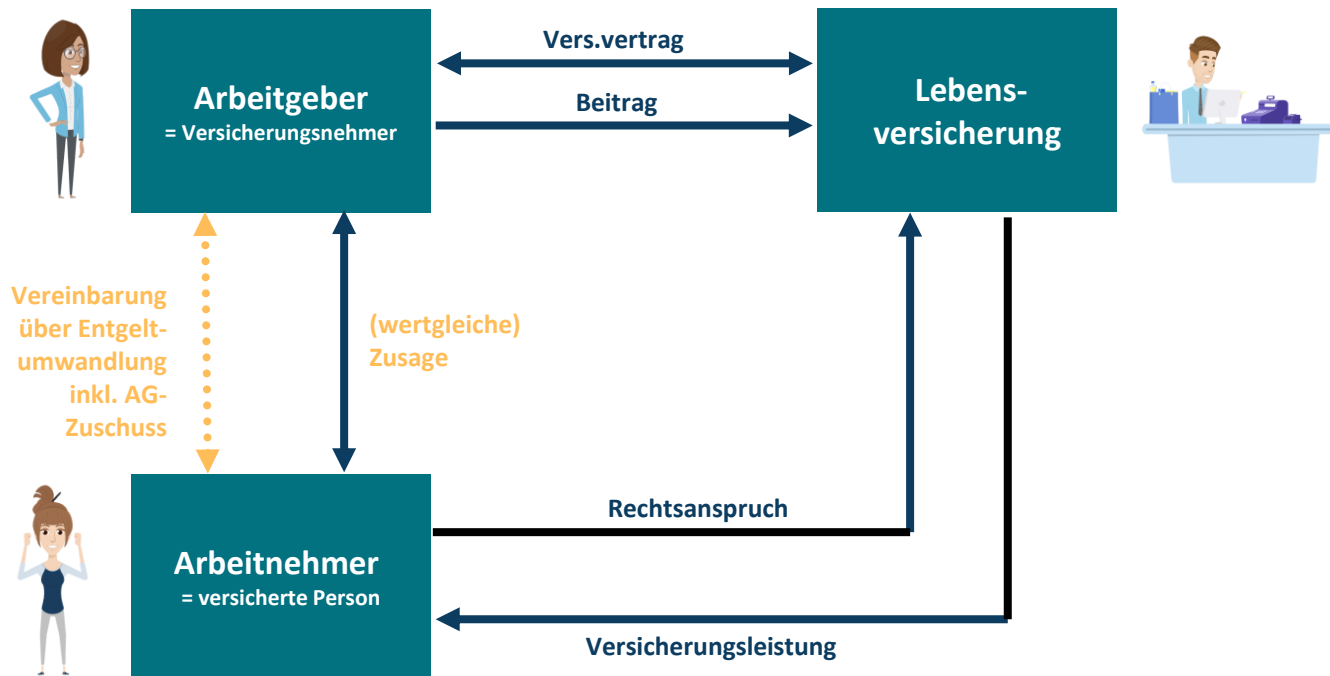 Vers.vertrag
Arbeitgeber
= Versicherungsnehmer
Beitrag
Lebens-
versicherung
Vereinbarung
über Entgelt-
umwandlung
inkl. AG-
Zuschuss
(wertgleiche)
Zusage
Rechtsanspruch
Arbeitnehmer
= versicherte Person
Versicherungsleistung